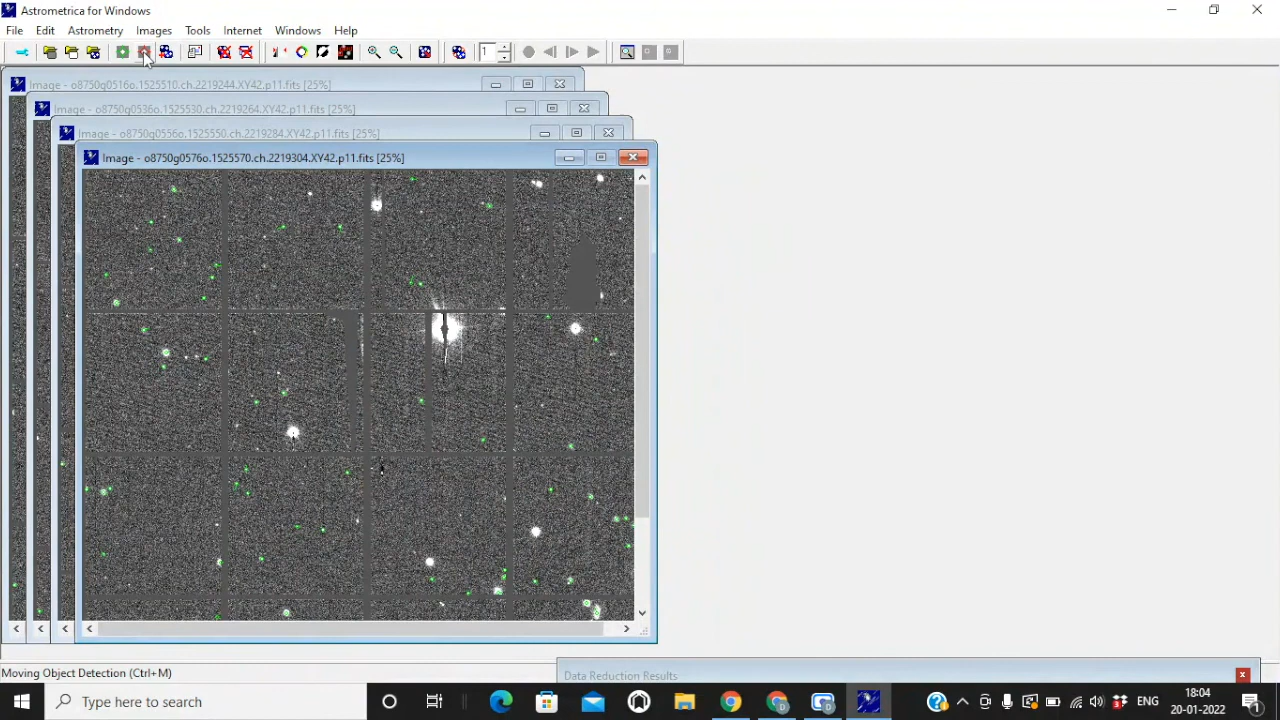 Astrometrica for Windows
File Edit Astrometry Images Tools Internet Windows Help
1
Image - o8750g0516o.1525510.ch.2219244.XY42.p11.fits [25%]
Image - o8750g0536o.1525530.ch.2219264.XY42.p11.fits [25%]
Image - o8750g0556o.1525550.ch.2219284.XY42.p11.fits [25%]
Image - o8750g0576o.1525570.ch.2219304.XY42.p11.fits [25%]
Moving Object Detection (Ctrl+M)
Data Reduction Results
Type here to search
ENG
18:04
20-01-2022
1